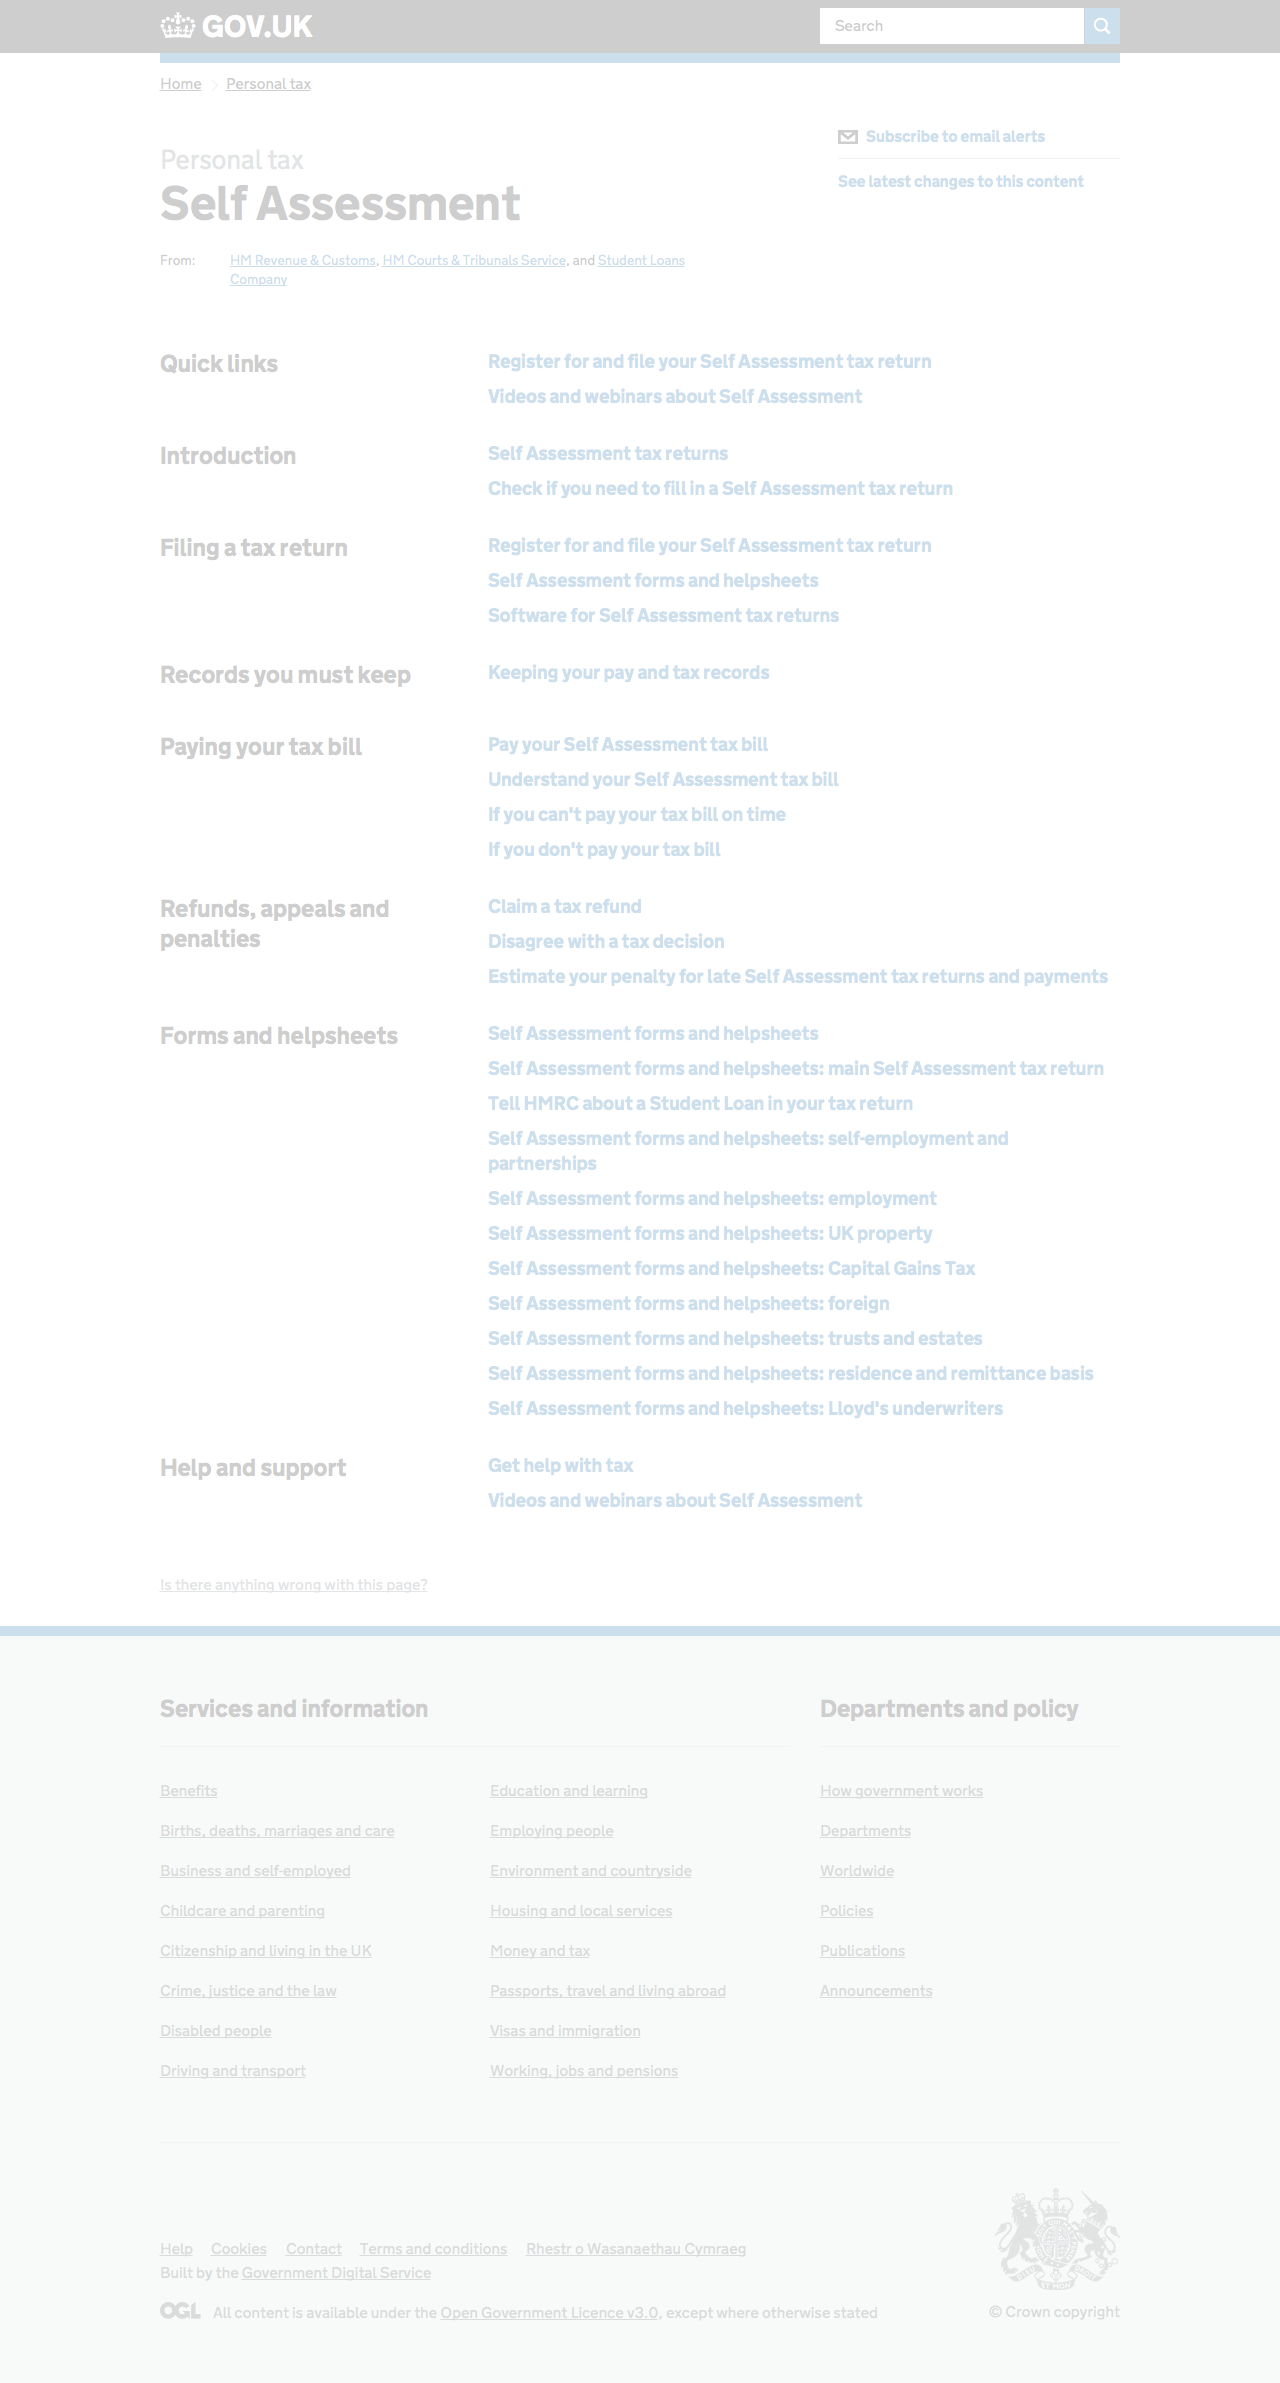 GOV.UK
Search
Home
Personal tax
Subscribe to email alerts
See latest changes to this content
Personal tax
Self Assessment
From:
HM Revenue & Customs, HM Courts & Tribunals Service, and Student Loans
Company
Quick links
Register for and file your Self Assessment tax return
Videos and webinars about Self Assessment
Introduction
Self Assessment tax returns
Check if you need to fill in a Self Assessment tax return
Filing a tax return
Register for and file your Self Assessment tax return
Self Assessment forms and helpsheets
Software for Self Assessment tax returns
Records you must keep
Keeping your pay and tax records
Paying your tax bill
Pay your Self Assessment tax bill
Understand your Self Assessment tax bill
If you can't pay your tax bill on time
If you don't pay your tax bill
Refunds, appeals and
penalties
Claim a tax refund
Disagree with a tax decision
Estimate your penalty for late Self Assessment tax returns and payments
Forms and helpsheets
Self Assessment forms and helpsheets
Self Assessment forms and helpsheets: main Self Assessment tax return
Tell HMRC about a Student Loan in your tax return
Self Assessment forms and helpsheets: self-employment and
partnerships
Self Assessment forms and helpsheets: employment
Self Assessment forms and helpsheets: UK property
Self Assessment forms and helpsheets: Capital Gains Tax
Self Assessment forms and helpsheets: foreign
Self Assessment forms and helpsheets: trusts and estates
Self Assessment forms and helpsheets: residence and remittance basis
Self Assessment forms and helpsheets: Lloyd's underwriters
Help and support
Get help with tax
Videos and webinars about Self Assessment
Is there anything wrong with this page?
Services and information
Benefits
Births, deaths, marriages and care
Business and self-employed
Childcare and parenting
Citizenship and living in the UK
Crime, justice and the law
Disabled people
Driving and transport
Education and learning
Employing people
Environment and countryside
Housing and local services
Money and tax
Passports, travel and living abroad
Visas and immigration
Working, jobs and pensions
Departments and policy
How government works
Departments
Worldwide
Policies
Publications
Announcements
Help Cookies Contact Terms and conditions Rhestr o Wasanaethau Cymraeg
Built by the Government Digital Service
OGL All content is available under the Open Government Licence v3.0, except where otherwise stated
© Crown copyright